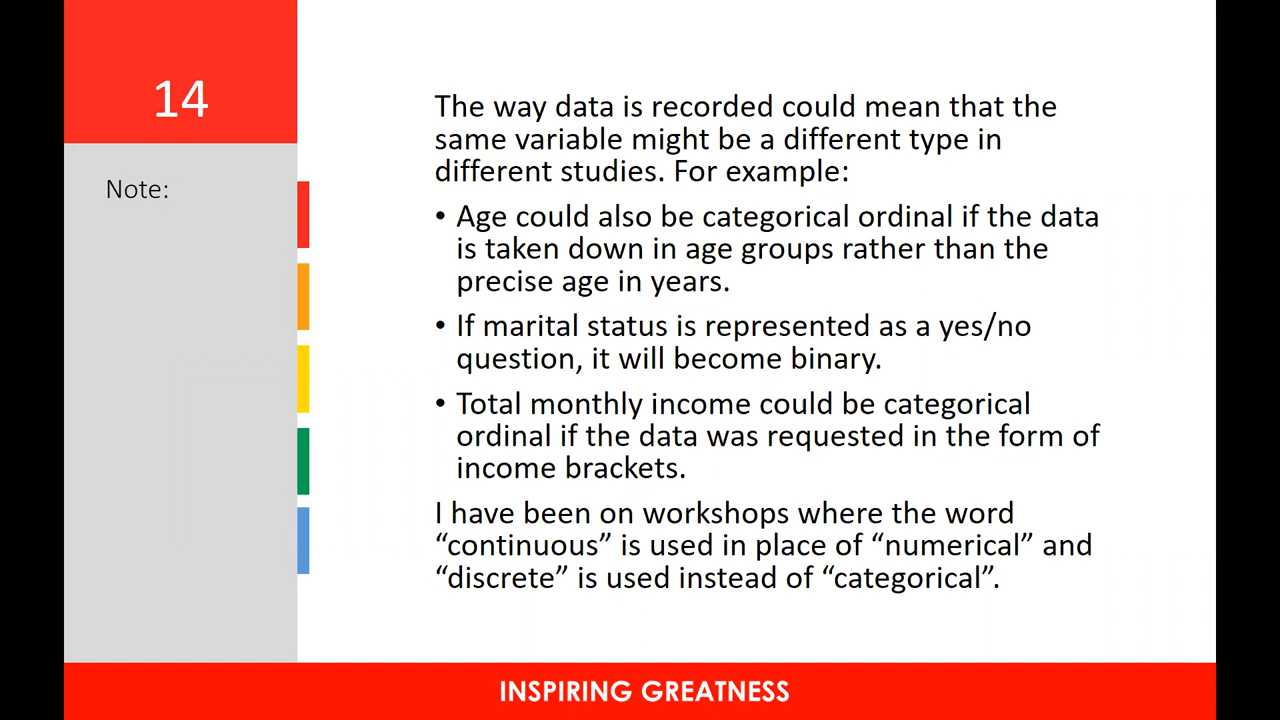 14
Note:
The way data is recorded could mean that the
same variable might be a different type in
different studies. For example:
• Age could also be categorical ordinal if the data
is taken down in age groups rather than the
precise age in years.
• If marital status is represented as a yes/no
question, it will become binary.
• Total monthly income could be categorical
ordinal if the data was requested in the form of
income brackets.
I have been on workshops where the word
“continuous” is used in place of “numerical” and
“discrete” is used instead of “categorical”.
INSPIRING GREATNESS